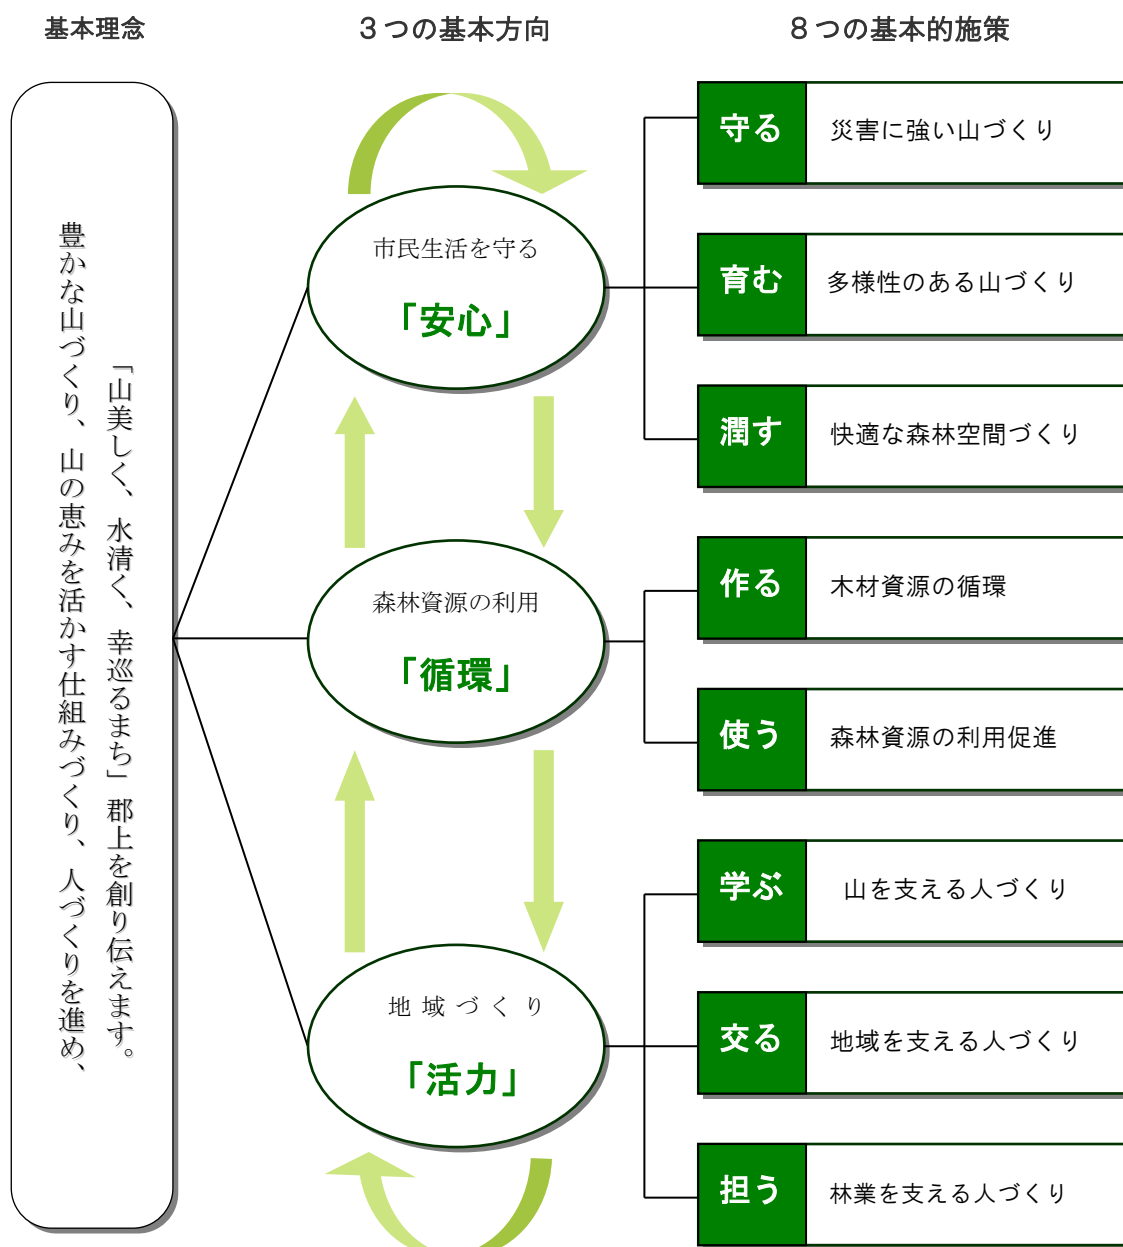 基本理念
3つの基本方向
8つの基本的施策
「山美しく、水清く、幸巡るまち」郡上を創り伝えます。
豊かな山づくり、山の恵みを活かす仕組みづくり、人づくりを進め、
市民生活を守る
「安心」
森林資源の利用
「循環」
地域づくり
「活力」
守る
災害に強い山づくり
育む
多様性のある山づくり
潤す
快適な森林空間づくり
作る
木材資源の循環
使う
森林資源の利用促進
学ぶ
山を支える人づくり
交る
地域を支える人づくり
担う
林業を支える人づくり